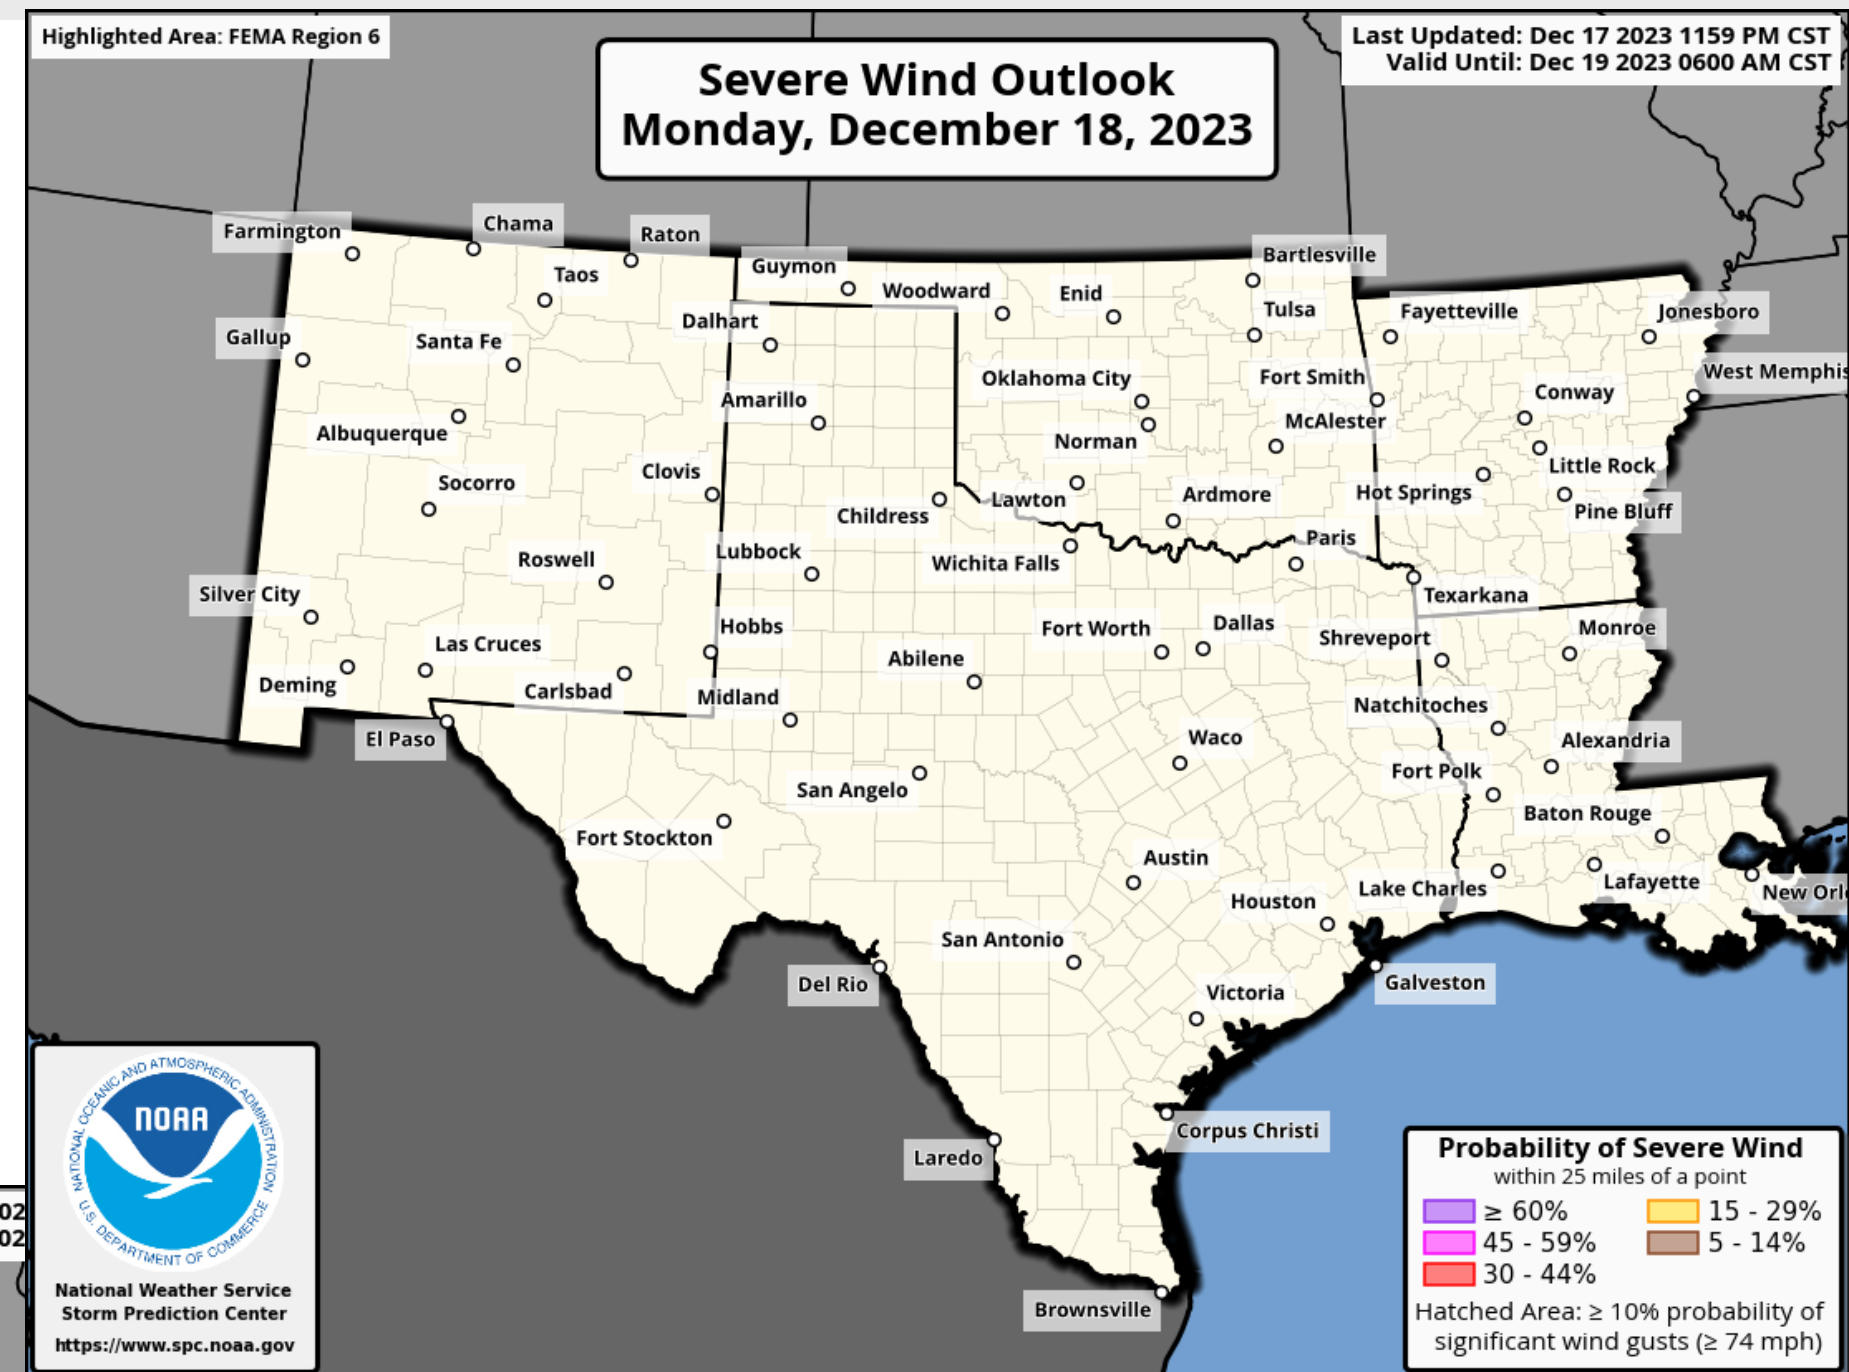 Highlighted Area: FEMA Region 6
Severe Wind Outlook
Monday, December 18, 2023
Last Updated: Dec 17 2023 1159 PM CST
Valid Until: Dec 19 2023 0600 AM CST
Farmington
Chama
Raton
Taos
Guymon
Woodward
Enid
Bartlesville
Tulsa
Fayetteville
Jonesboro
Gallup
Santa Fe
Dalhart
Oklahoma City
Fort Smith
Conway
West Memphis
Albuquerque
Amarillo
Norman
McAlester
Little Rock
Socorro
Clovis
Childress
Lawton
Ardmore
Hot Springs
Pine Bluff
Roswell
Lubbock
Wichita Falls
Paris
Texarkana
Silver City
Las Cruces
Hobbs
Abilene
Fort Worth
Dallas
Shreveport
Monroe
Deming
Carlsbad
Midland
Natchitoches
El Paso
Waco
Alexandria
San Angelo
Fort Polk
Fort Stockton
Baton Rouge
Austin
Lake Charles
Lafayette
New Orl
Houston
San Antonio
Del Rio
Victoria
Galveston
Corpus Christi
Laredo
Brownsville
02
02
NATIONAL OCEANIC AND ATMOSPHERIC ADMINISTRATION
NOAA
U.S. DEPARTMENT OF COMMERCE
National Weather Service
Storm Prediction Center
https://www.spc.noaa.gov
Probability of Severe Wind
within 25 miles of a point
≥ 60%
15 - 29%
45 - 59%
5 - 14%
30 - 44%
Hatched Area: ≥ 10% probability of
significant wind gusts (≥ 74 mph)